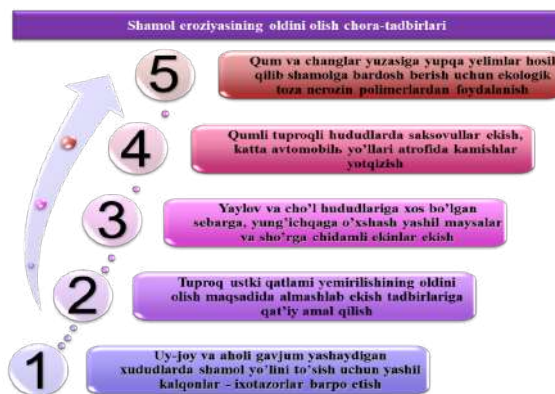 Shamol eroziyasining oldini olish chora-tadbirlari
5
Qum va changlar yuzasiga yupqa yelimlar hosil
qilib shamolga bardosh berish uchun ekologik
toza nerozin polimerlardan foydalanish
4
Qumli tuproqli hududlarda saksovullar ekish,
katta avtomobilь yo'llari atrofida kamishlar
yotqizish
3
Yaylov va cho'l hududlariga xos bo'lgan
sebarga, yung'ichqaga o'xshash yashil maysalar
va sho'rga chidamli ekinlar ekish
2
Tuproq ustki qatlami yemirilishining oldini
olish maqsadida almashlab ekish tadbirlariga
qat'iy amal qilish
1
Uy-joy va aholi gavjum yashaydigan
xududlarda shamol yo'lini to'sish uchun yashil
kalqonlar - ixotazorlar barpo etish